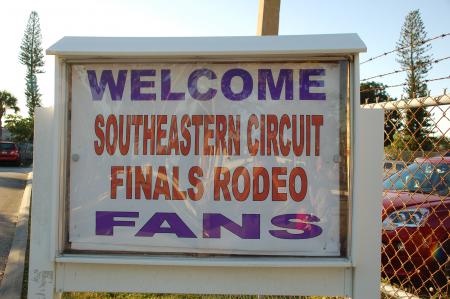 WELCOME
SOUTHEASTERN CIRCUIT
FINALS RODEO
FANS